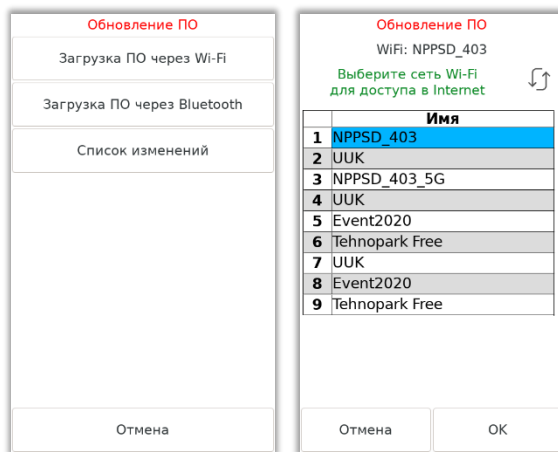 Обновление ПО
Загрузка ПО через Wi-Fi
Загрузка ПО через Bluetooth
Список изменений
Отмена
Обновление ПО
WiFi: NPPSD_403
Выберите сеть Wi-Fi
для доступа в Internet
Имя
1 NPPSD_403
2 UUK
3 NPPSD_403_5G
4 UUK
5 Event2020
6 Tehnopark Free
7 UUK
8 Event2020
9 Tehnopark Free
Отмена OK